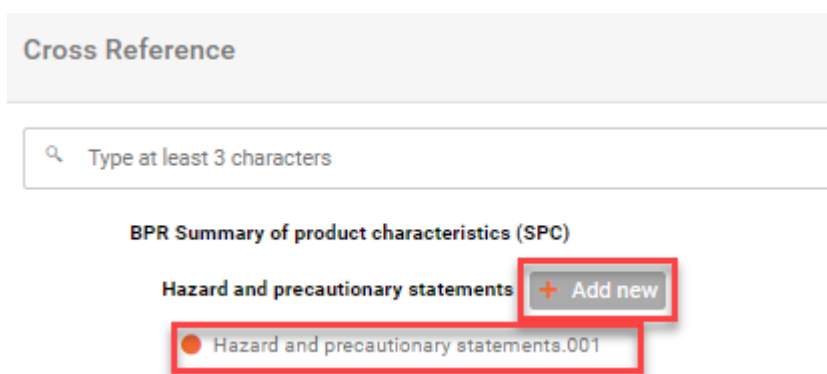 Cross Reference
Type at least 3 characters
BPR Summary of product characteristics (SPC)
Hazard and precautionary statements + Add new
Hazard and precautionary statements.001